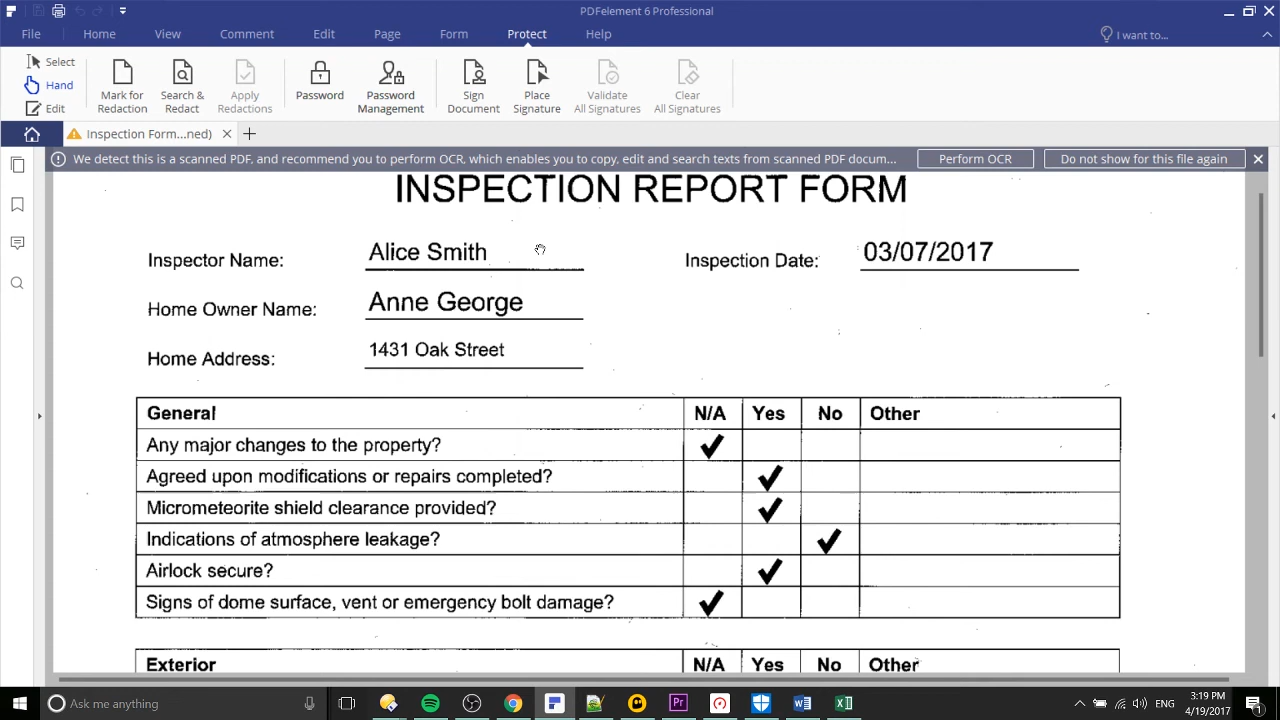 PDFelement 6 Professional
File Home View Comment Edit Page Form Protect Help I want to...
Select
Hand
Edit
Mark for Redaction
Search & Redact
Apply Redactions
Password
Password Management
Sign Document
Place Signature
Validate All Signatures
Clear All Signatures
Inspection Form...ned)
We detect this is a scanned PDF, and recommend you to perform OCR, which enables you to copy, edit and search texts from scanned PDF docum... Perform OCR Do not show for this file again
INSPECTION REPORT FORM
Inspector Name: Alice Smith Inspection Date: 03/07/2017
Home Owner Name: Anne George
Home Address: 1431 Oak Street
General N/A Yes No Other
Any major changes to the property?
Agreed upon modifications or repairs completed?
Micrometeorite shield clearance provided?
Indications of atmosphere leakage?
Airlock secure?
Signs of dome surface, vent or emergency bolt damage?
Exterior N/A Yes No Other
Ask me anything
3:19 PM
4/19/2017